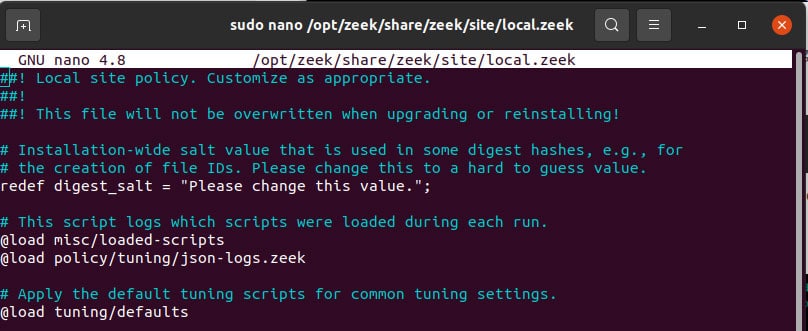 sudo nano /opt/zeek/share/zeek/site/local.zeek
GNU nano 4.8 /opt/zeek/share/zeek/site/local.zeek
##! Local site policy. Customize as appropriate.
##!
##! This file will not be overwritten when upgrading or reinstalling!
# Installation-wide salt value that is used in some digest hashes, e.g., for
# the creation of file IDs. Please change this to a hard to guess value.
redef digest_salt = "Please change this value.";
# This script logs which scripts were loaded during each run.
@load misc/loaded-scripts
@load policy/tuning/json-logs.zeek
# Apply the default tuning scripts for common tuning settings.
@load tuning/defaults